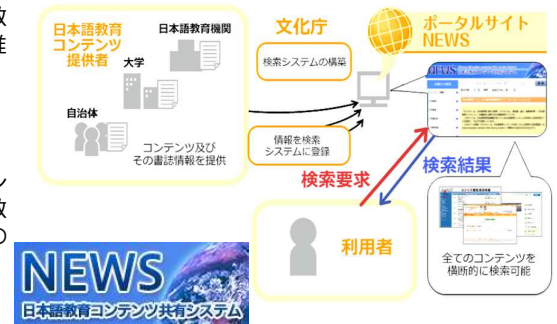 教
推
ン
教
の
日本語教育
コンテンツ
提供者
日本語教育機関
大学
自治体
コンテンツ及び
その書誌情報を提供
文化庁
検索システムの構築
情報を検索
システムに登録
ポータルサイト
NEWS
NEWS
検索要求
検索結果
利用者
全てのコンテンツを
横断的に検索可能
NEWS
日本語教育コンテンツ共有システム